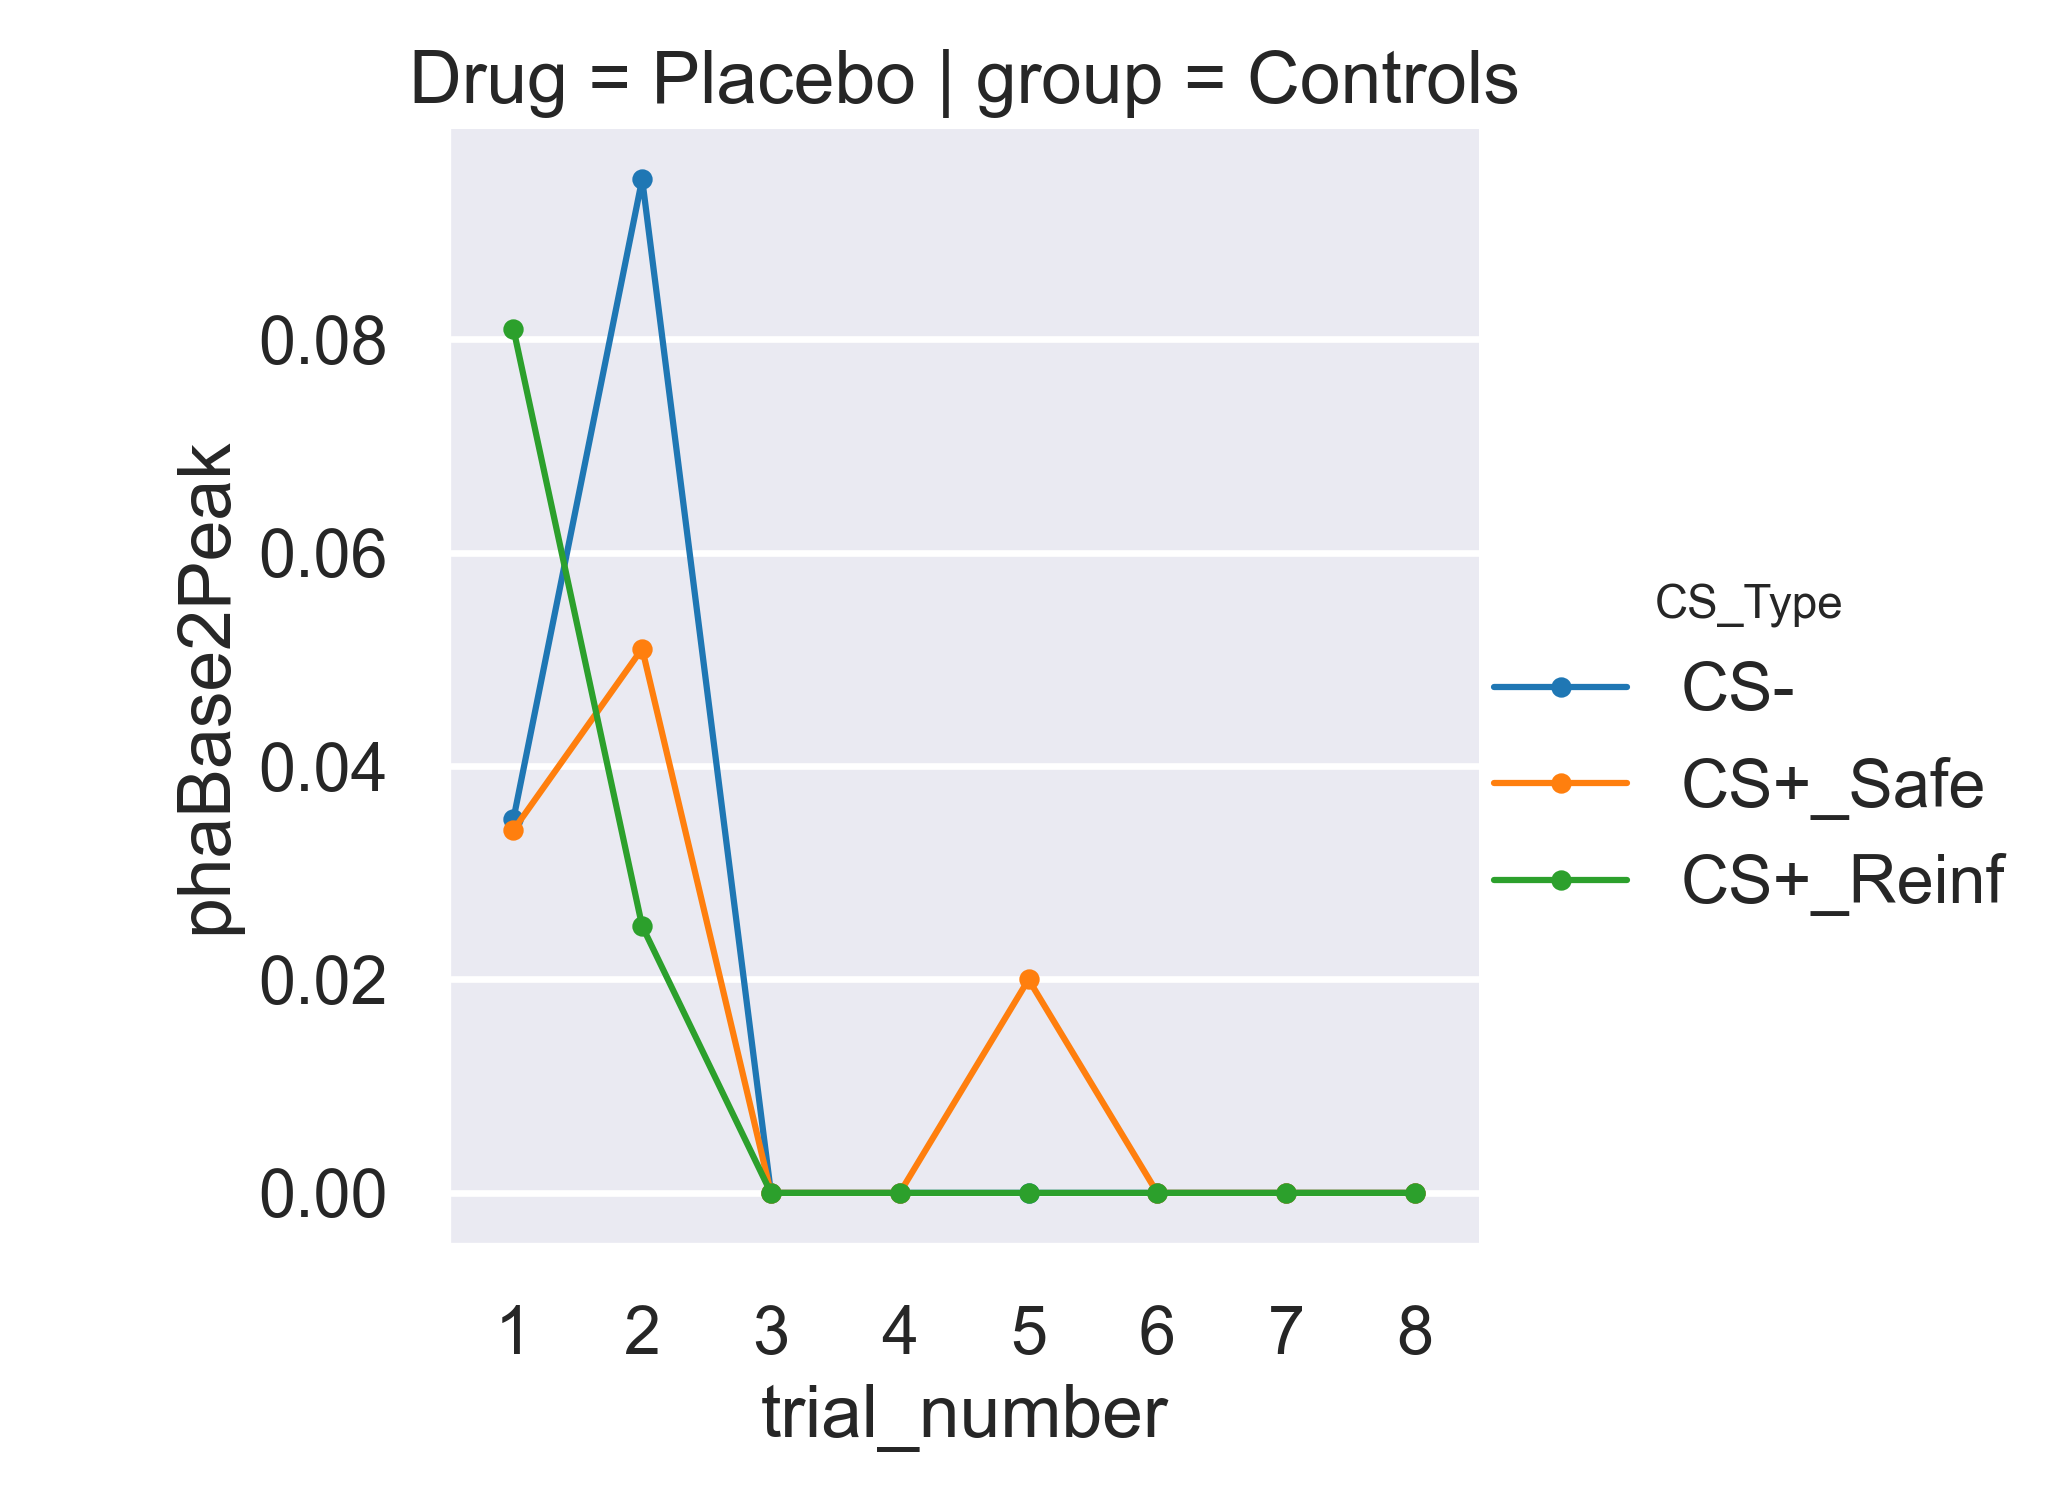 Drug = Placebo | group = Controls
phaBase2Peak
0.08
0.06
0.04
0.02
0.00
1 2 3 4 5 6 7 8
trial_number
CS_Type
CS-
CS+_Safe
CS+_Reinf